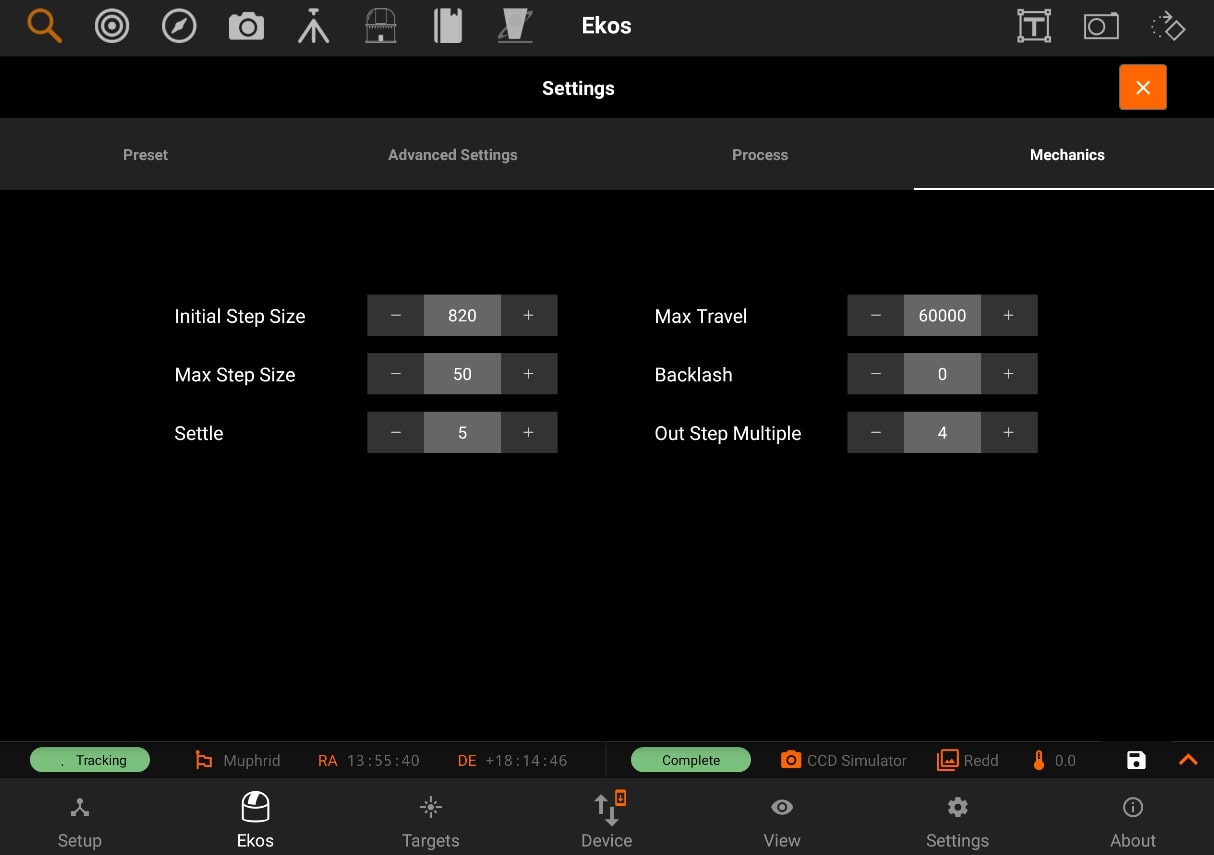 Ekos
Settings
Preset Advanced Settings Process Mechanics
Initial Step Size − 820 + Max Travel − 60000 +
Max Step Size − 50 + Backlash − 0 +
Settle − 5 + Out Step Multiple − 4 +
. Tracking Muphrid RA 13:55:40 DE +18:14:46 Complete CCD Simulator Redd 0.0
Setup Ekos Targets Device View Settings About